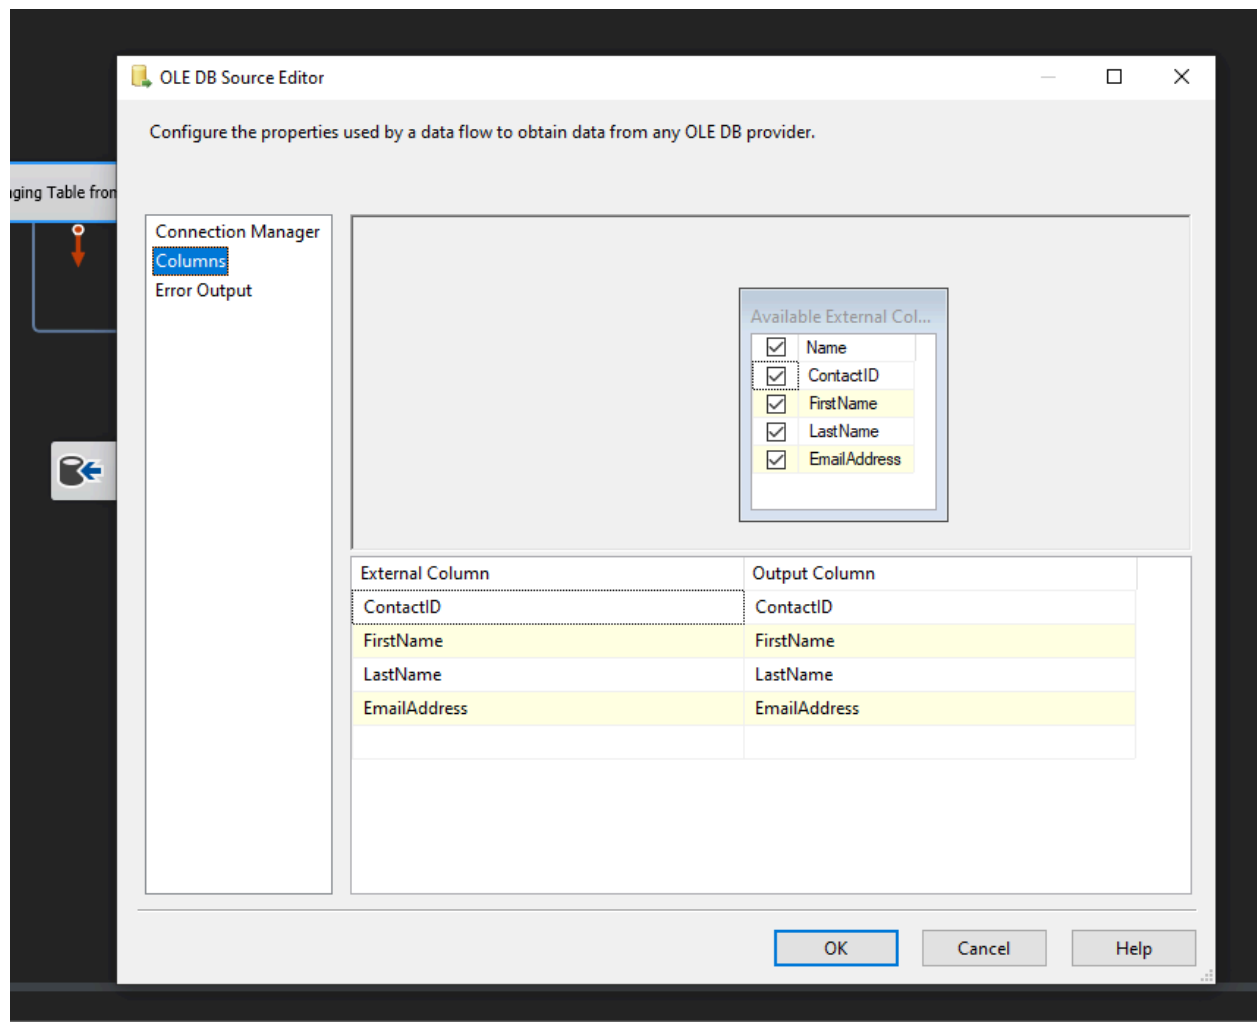 OLE DB Source Editor
Configure the properties used by a data flow to obtain data from any OLE DB provider.
Table from
Connection Manager
Columns
Error Output
Available External Col...
Name
ContactID
FirstName
LastName
EmailAddress
External Column Output Column
ContactID ContactID
FirstName FirstName
LastName LastName
EmailAddress EmailAddress
OK Cancel Help